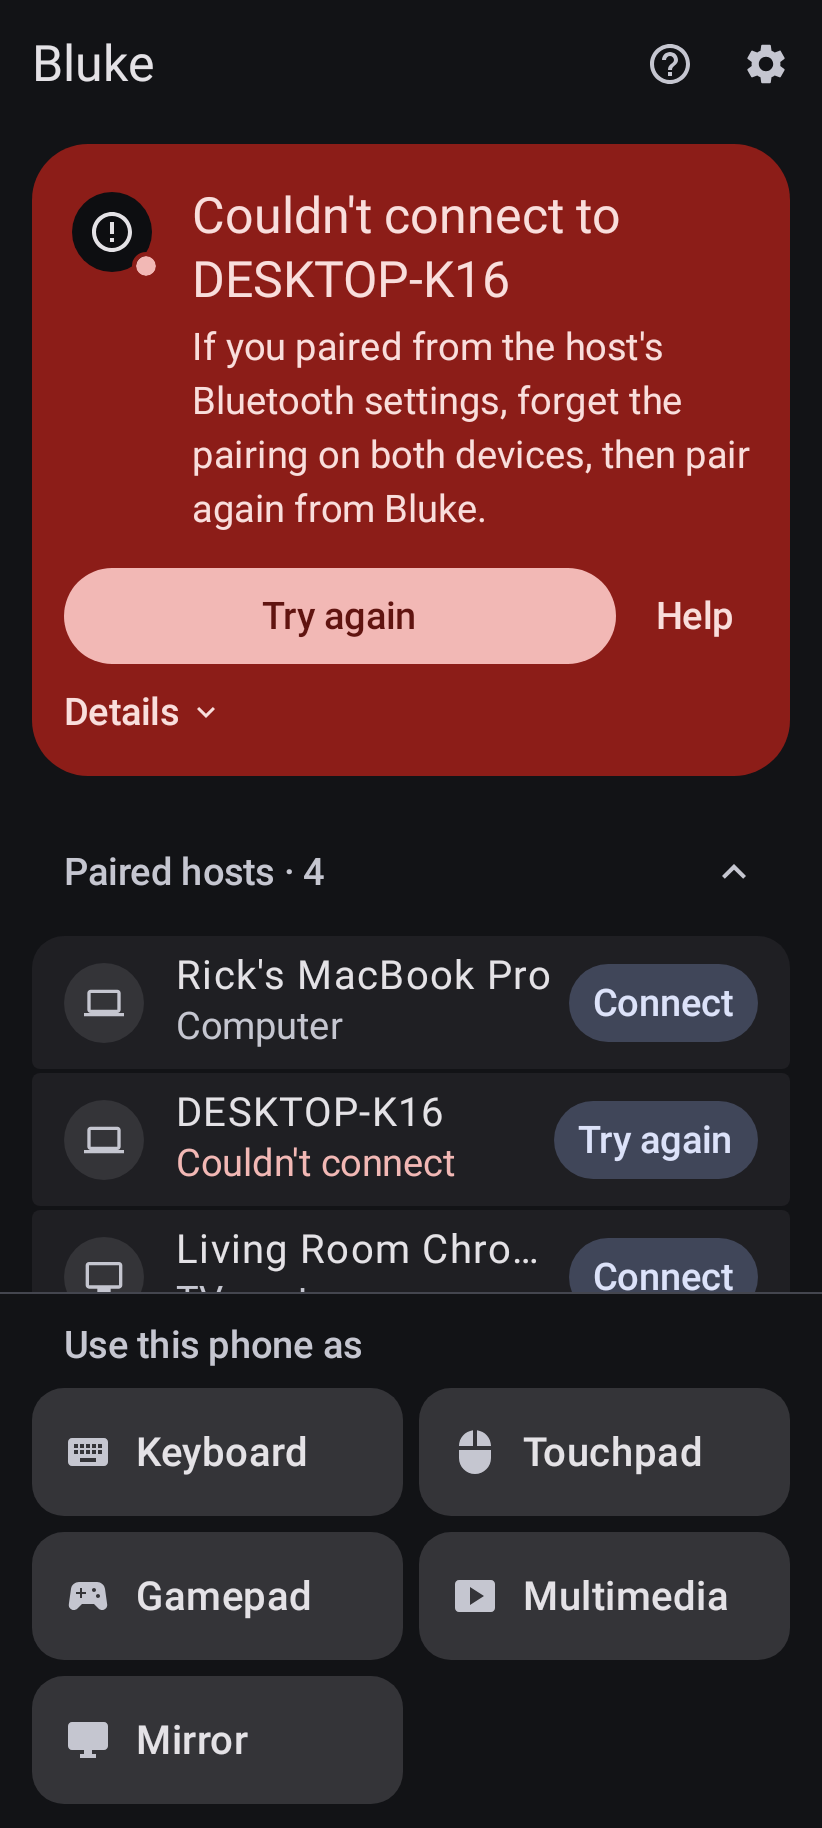 Bluke
Couldn't connect to
DESKTOP-K16
If you paired from the host's
Bluetooth settings, forget the
pairing on both devices, then pair
again from Bluke.
Try again
Help
Details
Paired hosts · 4
Rick's MacBook Pro
Computer
Connect
DESKTOP-K16
Couldn't connect
Try again
Living Room Chro…
Connect
Use this phone as
Keyboard
Touchpad
Gamepad
Multimedia
Mirror